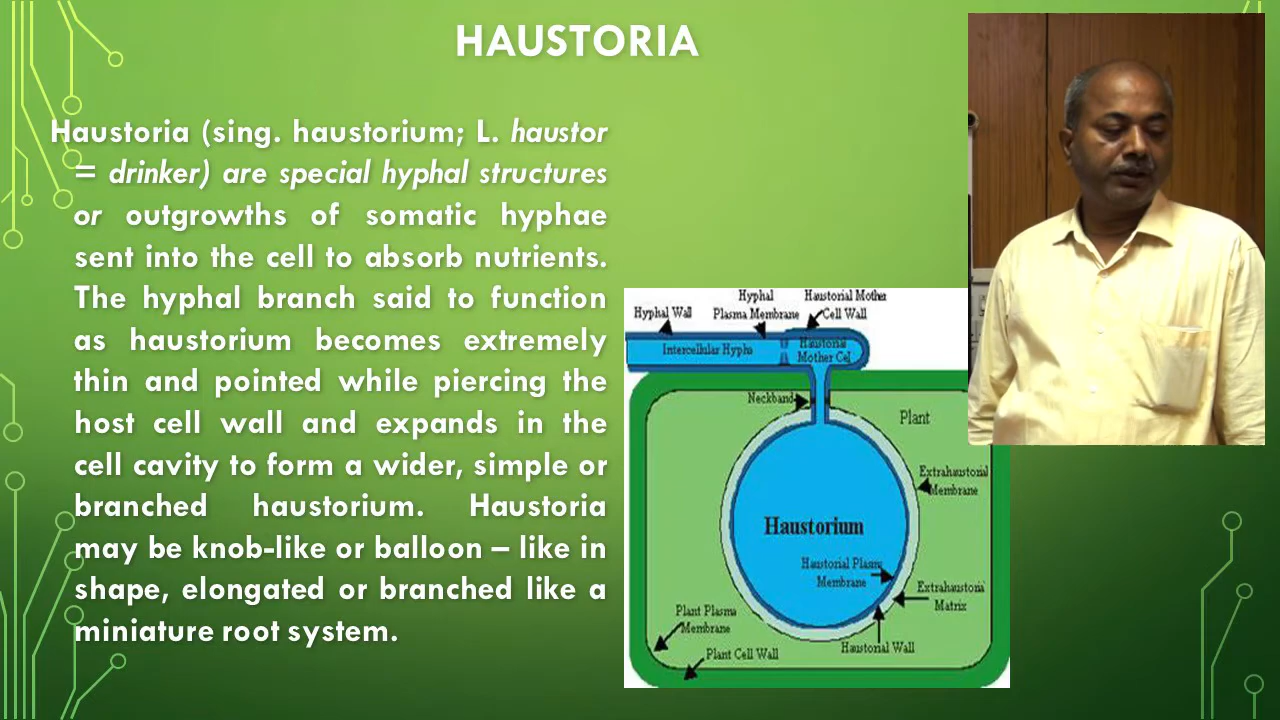 HAUSTORIA
Haustoria (sing. haustorium; L. haustor
= drinker) are special hyphal structures
or outgrowths of somatic hyphae
sent into the cell to absorb nutrients.
The hyphal branch said to function
as haustorium becomes extremely
thin and pointed while piercing the
host cell wall and expands in the
cell cavity to form a wider, simple or
branched haustorium. Haustoria
may be knob-like or balloon – like in
shape, elongated or branched like a
miniature root system.
Hyphal Wall
Hyphal
Plasma Membrane
Haustorial Mother
Cell Wall
Intercellular Hypha
Haustorial
Mother Cel
Neckband
Plant
Extrahaustorial
Membrane
Haustorium
Haustorial Plasm
Membrane
Extrahaustoria
Matrix
Plant Plasma
Membrane
Haustorial Wall
Plant Cell Wall